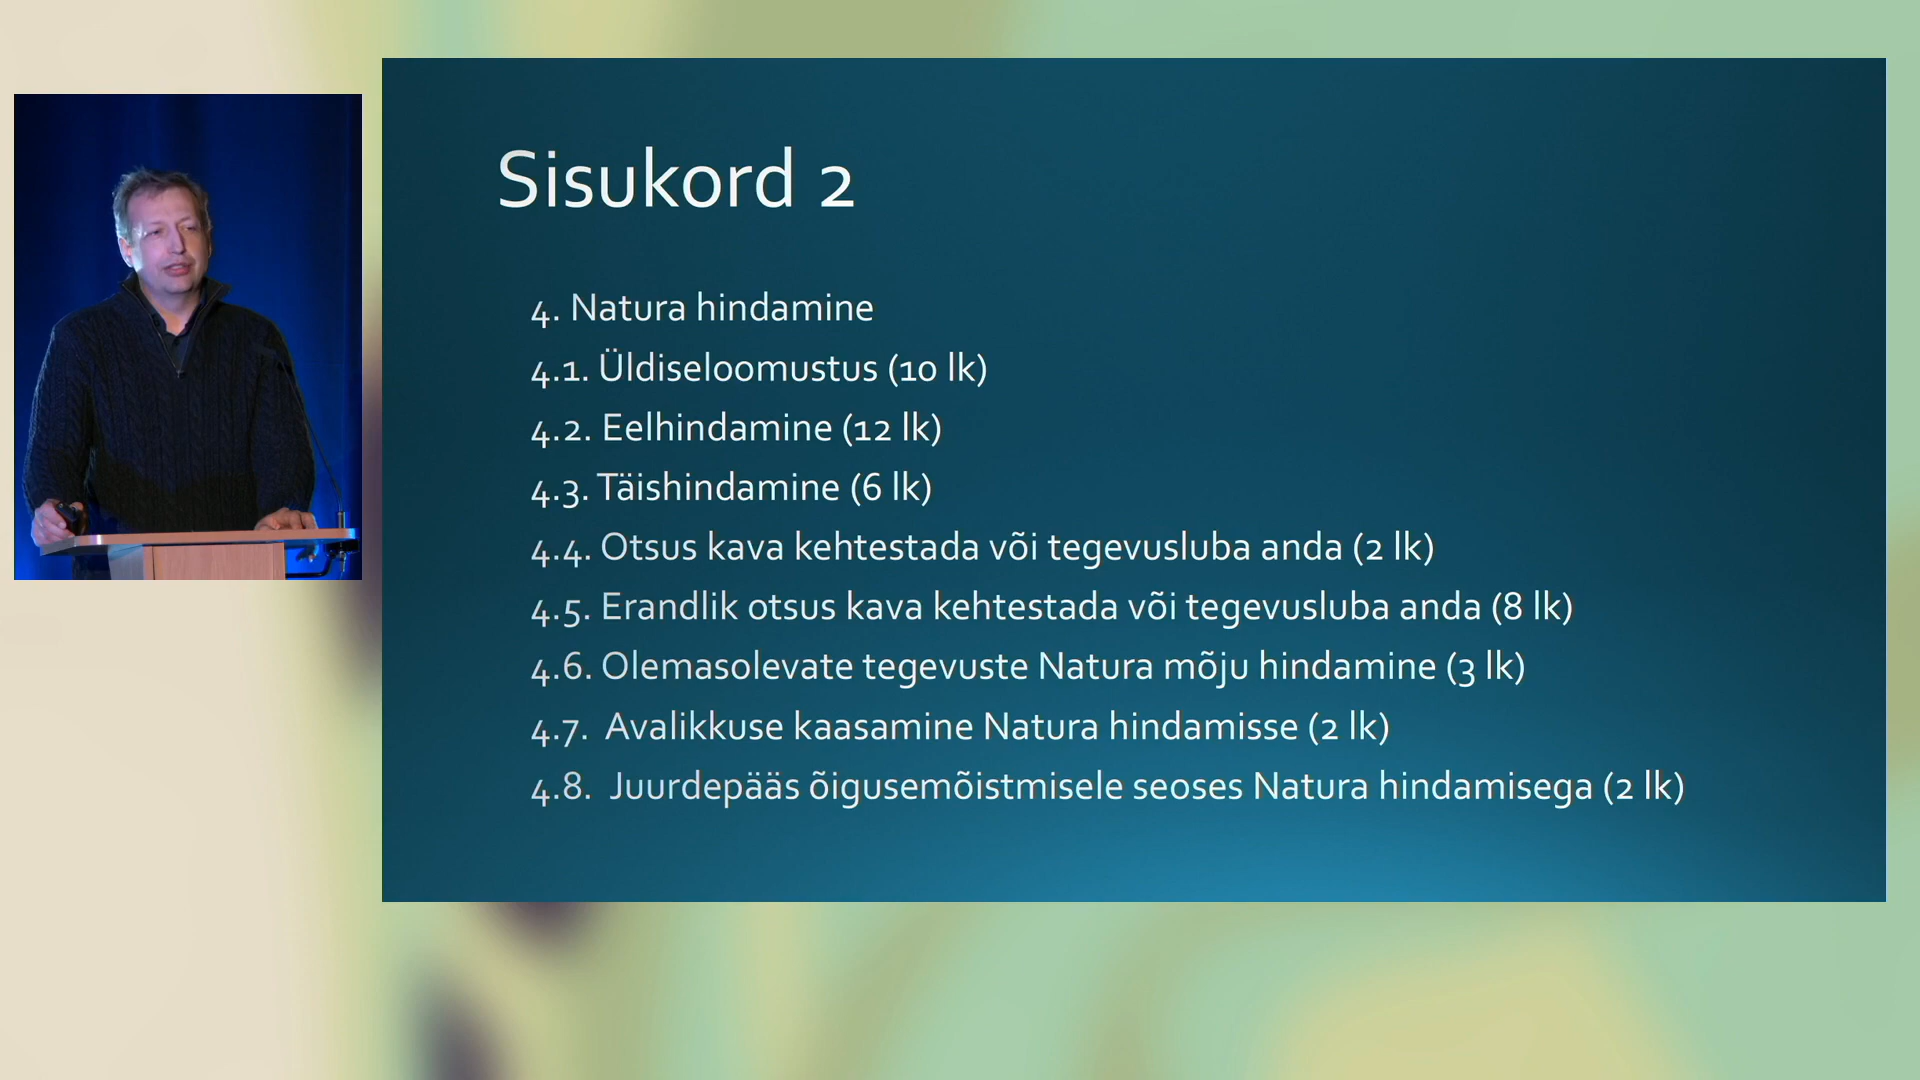 Sisukord 2
4. Natura hindamine
4.1. Üldiseloomustus (10 lk)
4.2. Eelhindamine (12 lk)
4.3. Täishindamine (6 lk)
4.4. Otsus kava kehtestada või tegevusluba anda (2 lk)
4.5. Erandlik otsus kava kehtestada või tegevusluba anda (8 lk)
4.6. Olemasolevate tegevuste Natura mõju hindamine (3 lk)
4.7.  Avalikkuse kaasamine Natura hindamisse (2 lk)
4.8.  Juurdepääs õigusemõistmisele seoses Natura hindamisega (2 lk)